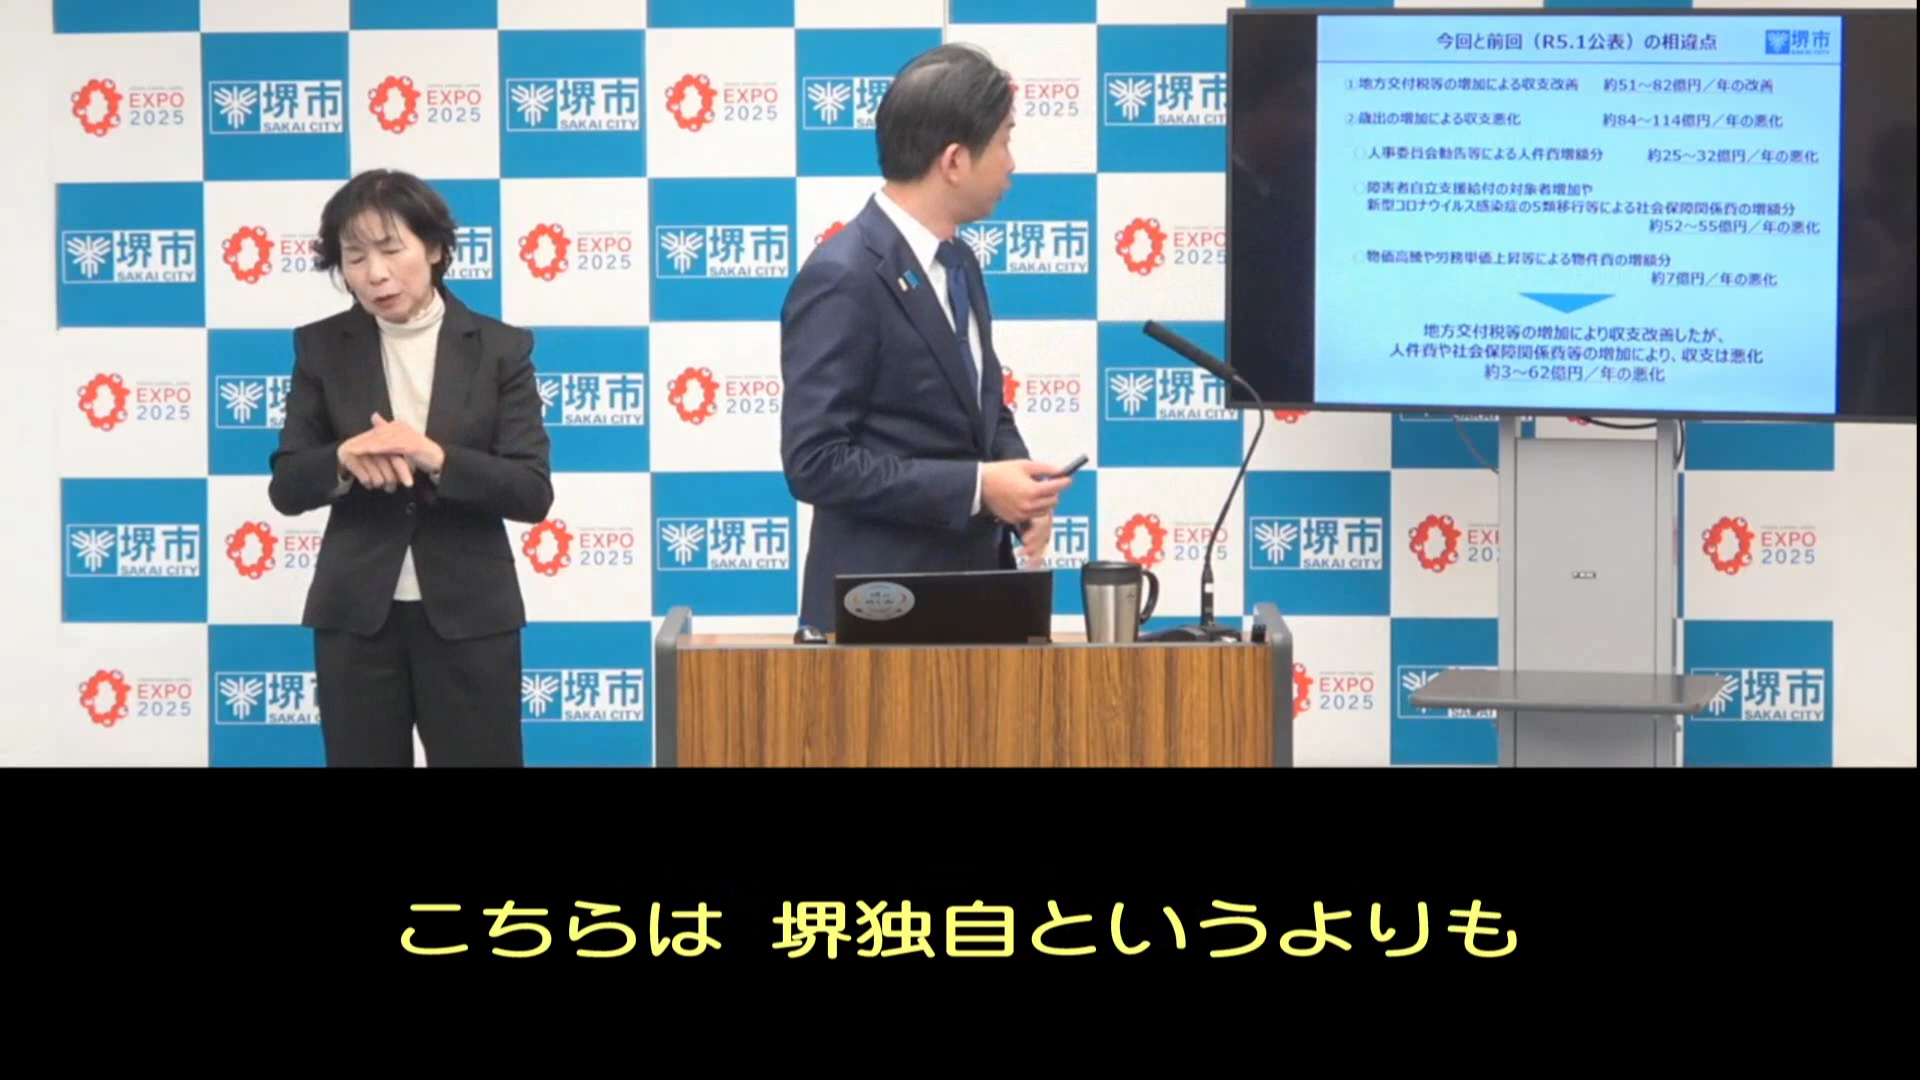 今回と前回（R5.1公表）の相違点
堺市
SAKAI CITY
①地方交付税等の増加による収支改善 約51～82億円／年の改善
②歳出の増加による収支悪化 約84～114億円／年の悪化
○人事委員会勧告等による人件費増額分 約25～32億円／年の悪化
○障害者自立支援給付の対象者増加や
新型コロナウイルス感染症の5類移行等による社会保障関係費の増額分
約52～55億円／年の悪化
○物価高騰や労務単価上昇等による物件費の増額分
約7億円／年の悪化
地方交付税等の増加により収支改善したが、
人件費や社会保障関係費等の増加により、収支は悪化
約3～62億円／年の悪化
EXPO
2025
堺市
SAKAI CITY
こちらは 堺独自というよりも